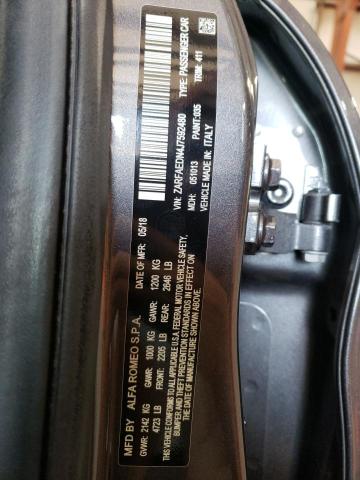 MFD BY ALFA ROMEO S.P.A. DATE OF MFR: 05/18
GVWR: 2142 KG GAWR: 1000 KG GAWR: 1200 KG
4723 LB FRONT: 2205 LB REAR: 2646 LB
THIS VEHICLE CONFORMS TO ALL APPLICABLE U.S.A. FEDERAL MOTOR VEHICLE SAFETY,
BUMPER AND THEFT PREVENTION STANDARDS IN EFFECT ON
THE DATE OF MANUFACTURE SHOWN ABOVE.
VIN: ZARFAEDN4J7592480 TYPE: PASSENGER CAR
MDH: 051013 PAINT:035 TRIM: 411
VEHICLE MADE IN: ITALY